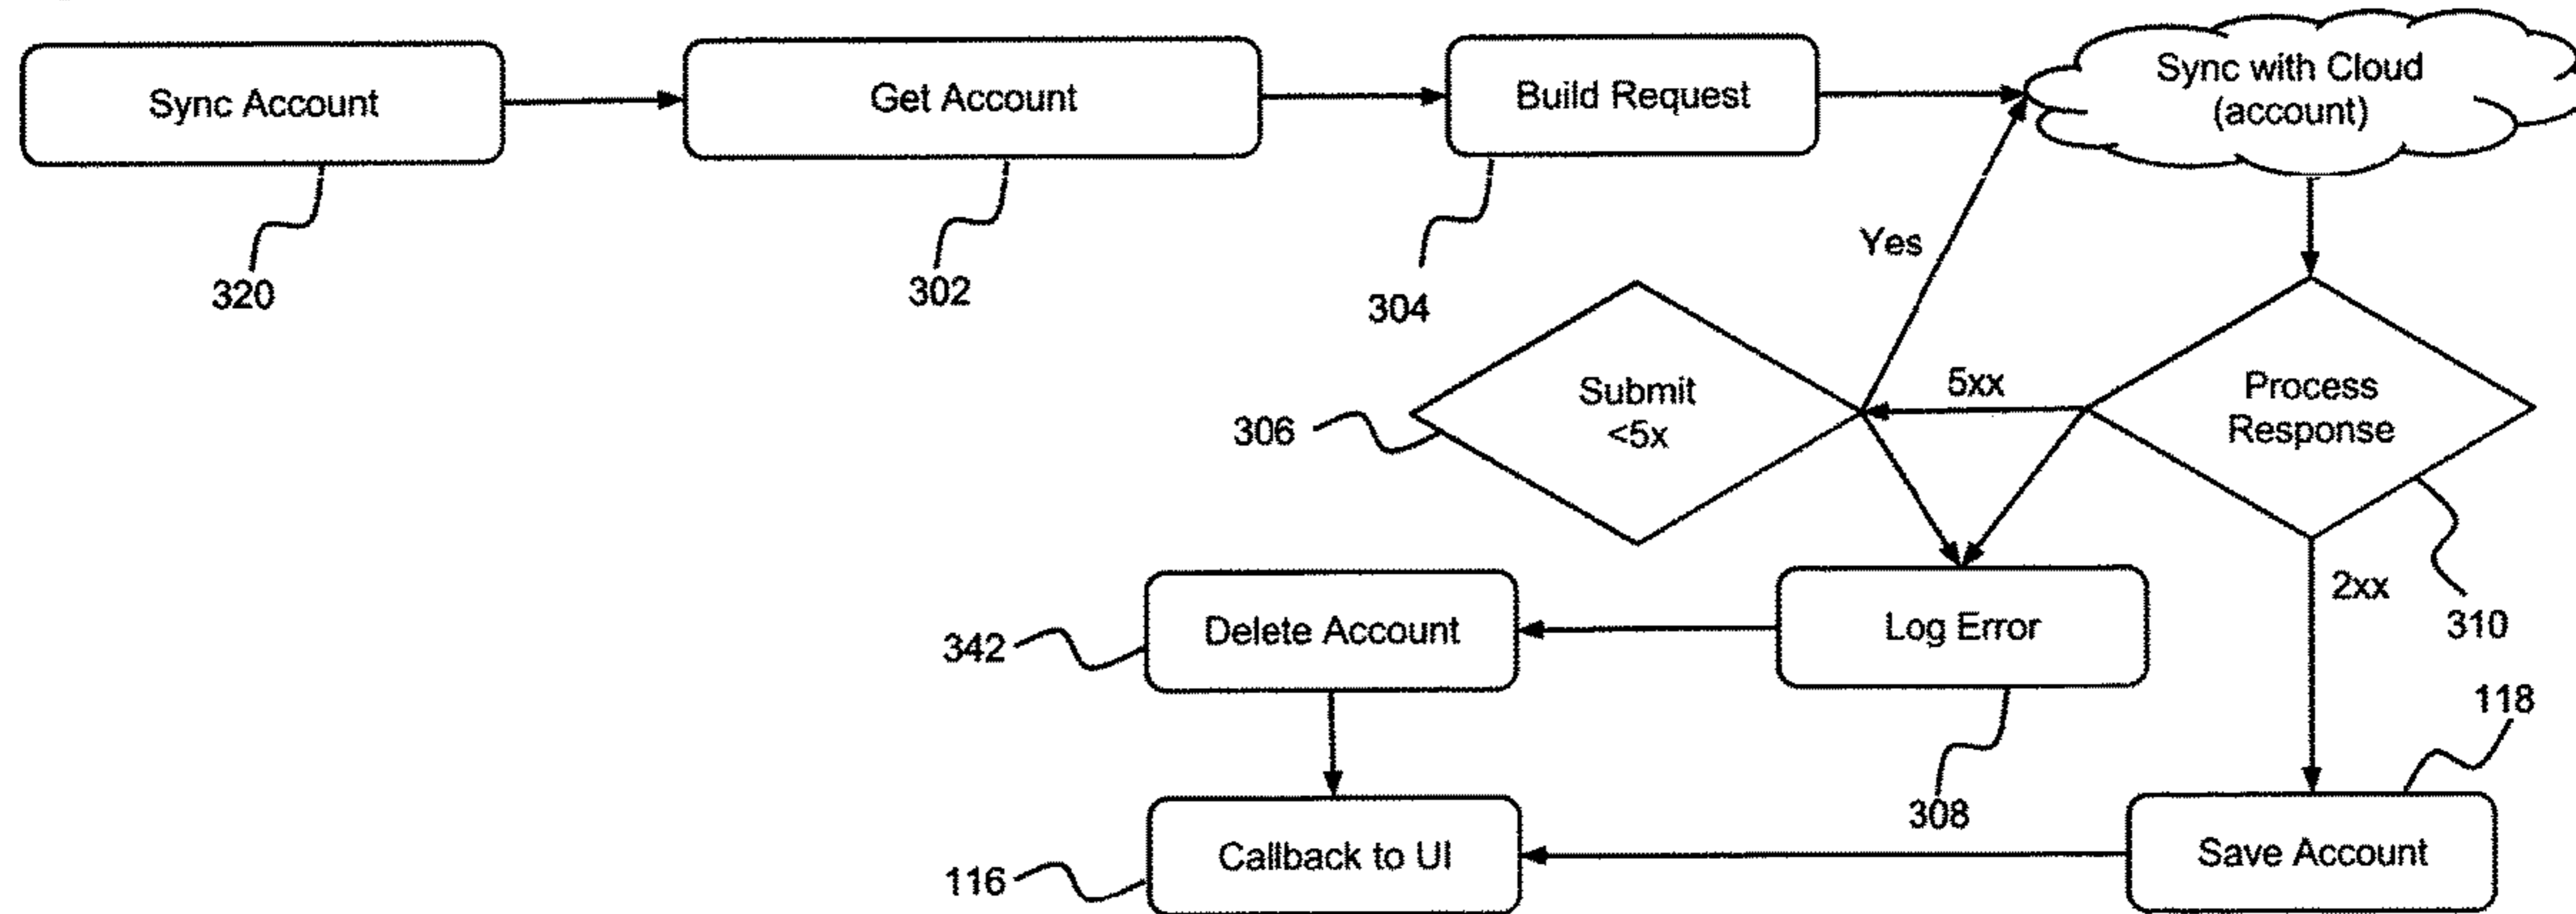 Sync Account
Get Account
Build Request
Sync with Cloud
(account)
320
302
304
Yes
306
Submit
<5x
5xx
Process
Response
310
2xx
342
Delete Account
Log Error
308
118
116
Callback to UI
Save Account